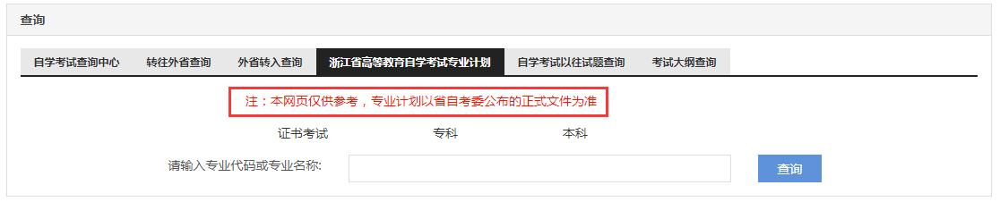 查询
自学考试查询中心 转往外省查询 外省转入查询 浙江省高等教育自学考试专业计划 自学考试以往试题查询 考试大纲查询
注：本网页仅供参考，专业计划以省自考委公布的正式文件为准
证书考试 专科 本科
请输入专业代码或专业名称: 查询